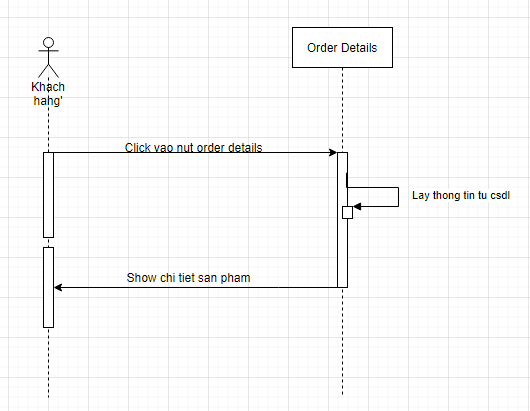 Order Details
Khach
hang'
Click vao nut order details
Lay thong tin tu csdl
Show chi tiet san pham